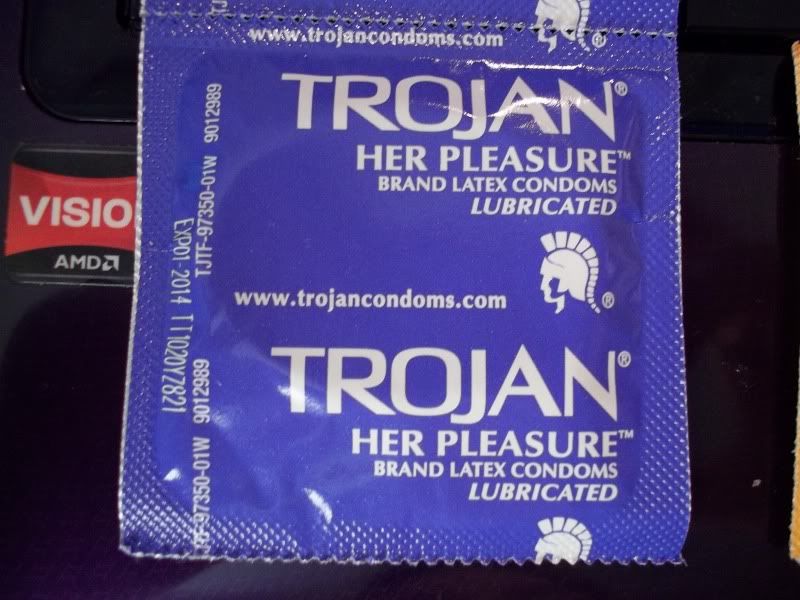 www.trojancondoms.com ®
TROJAN®
HER PLEASURE™
BRAND LATEX CONDOMS
LUBRICATED
www.trojancondoms.com ®
TROJAN®
HER PLEASURE™
BRAND LATEX CONDOMS
LUBRICATED
TJTF-97350-01W 9012989
EXP01-2014 TT1020YZ821
97350-01W 9012989
VISIO
AMD